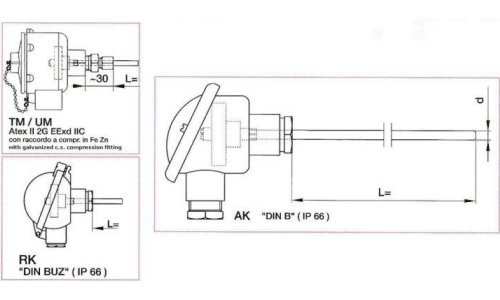 ~30
L=
TM / UM
Atex II 2G EExd IIC
con raccordo a compr. in Fe Zn
with galvanized c.s. compression fitting
L=
RK
"DIN BUZ" ( IP 66 )
d
L=
AK "DIN B" ( IP 66 )